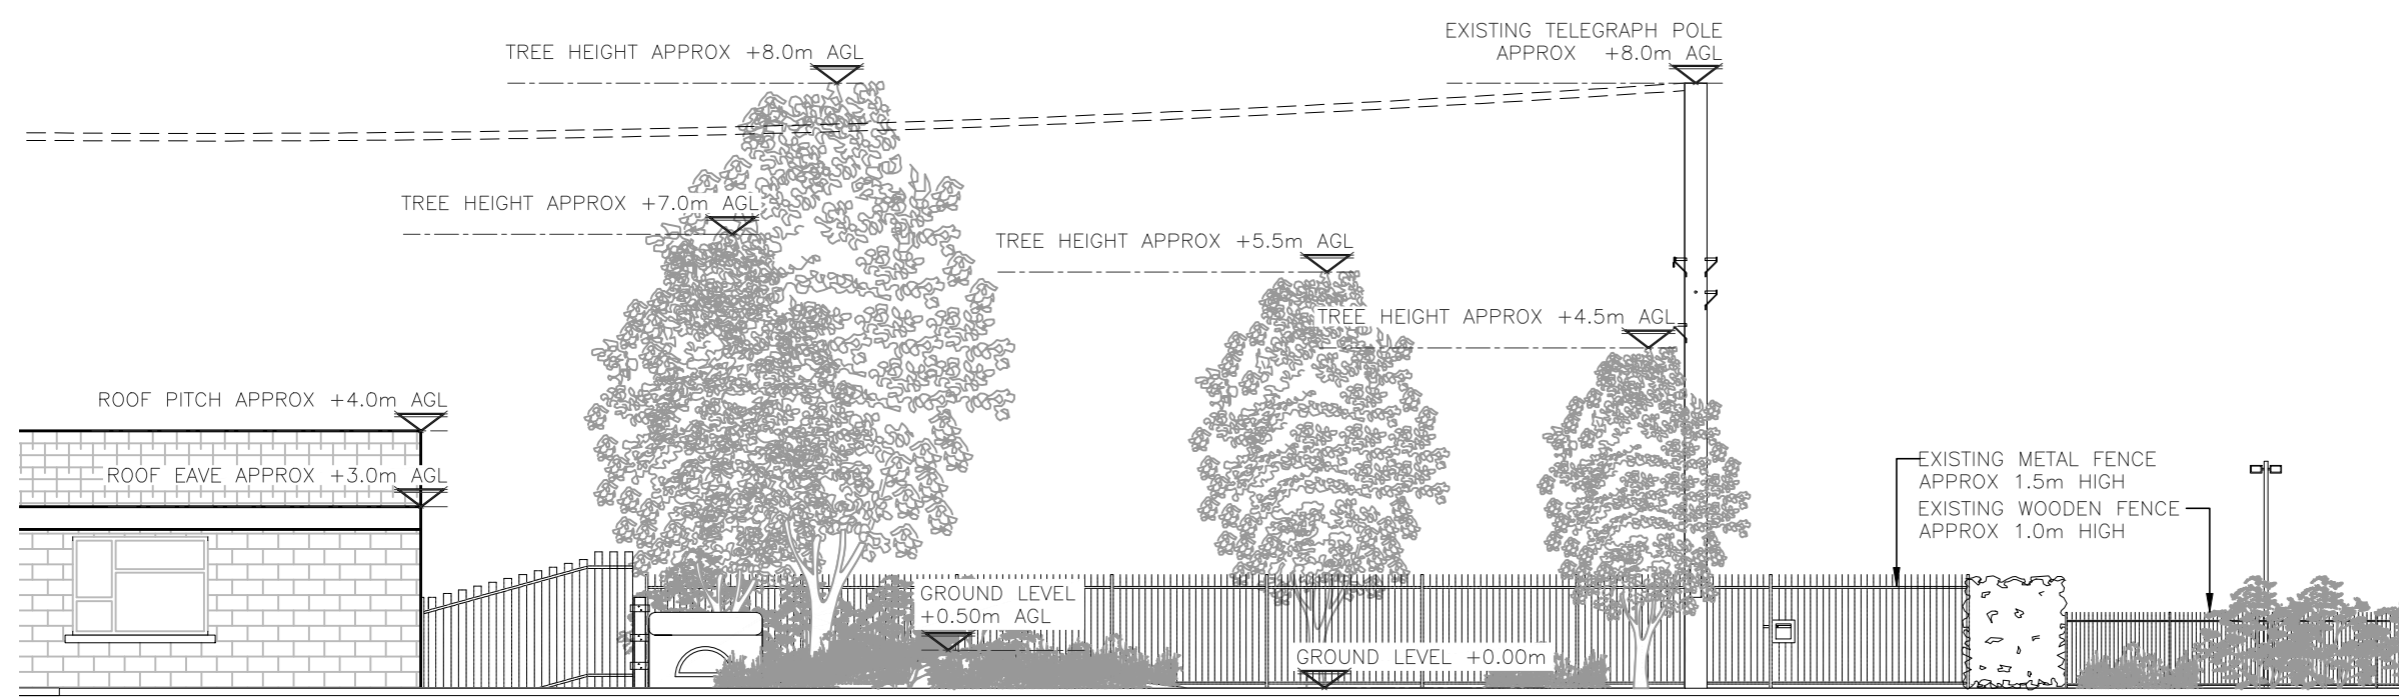 EXISTING TELEGRAPH POLE
APPROX +8.0m AGL
TREE HEIGHT APPROX +8.0m AGL
TREE HEIGHT APPROX +7.0m AGL
TREE HEIGHT APPROX +5.5m AGL
TREE HEIGHT APPROX +4.5m AGL
ROOF PITCH APPROX +4.0m AGL
ROOF EAVE APPROX +3.0m AGL
EXISTING METAL FENCE
APPROX 1.5m HIGH
EXISTING WOODEN FENCE
APPROX 1.0m HIGH
GROUND LEVEL
+0.50m AGL
GROUND LEVEL +0.00m